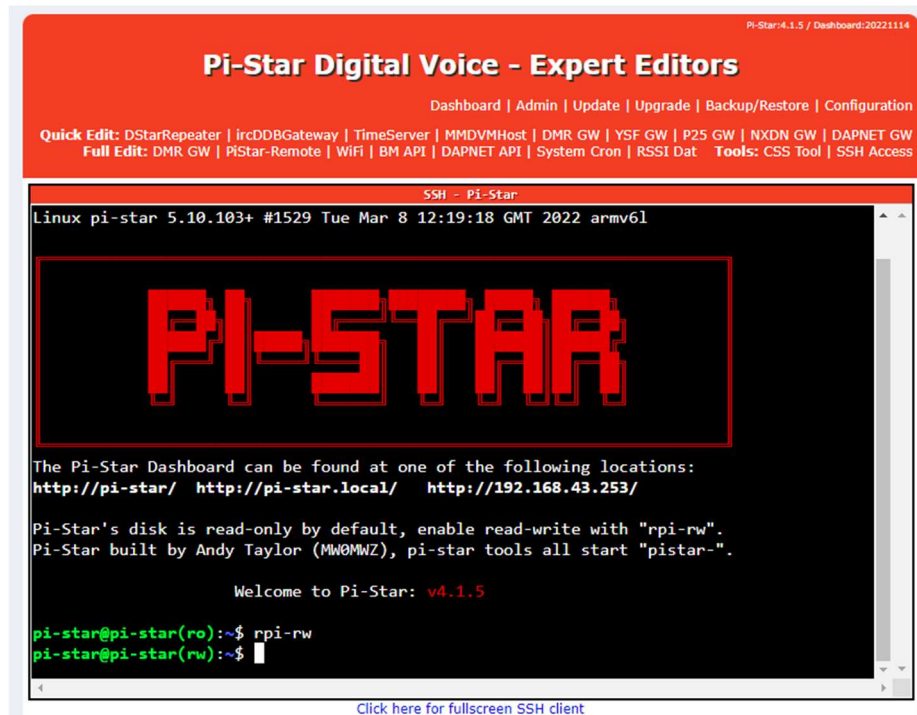 Pi-Star:4.1.5 / Dashboard:20221114
Pi-Star Digital Voice - Expert Editors
Dashboard | Admin | Update | Upgrade | Backup/Restore | Configuration
Quick Edit: DStarRepeater | ircDDBGateway | TimeServer | MMDVMHost | DMR GW | YSF GW | P25 GW | NXDN GW | DAPNET GW
Full Edit: DMR GW | PiStar-Remote | WiFi | BM API | DAPNET API | System Cron | RSSI Dat Tools: CSS Tool | SSH Access
SSH - Pi-Star
Linux pi-star 5.10.103+ #1529 Tue Mar 8 12:19:18 GMT 2022 armv6l
PI-STAR
The Pi-Star Dashboard can be found at one of the following locations:
http://pi-star/ http://pi-star.local/ http://192.168.43.253/
Pi-Star's disk is read-only by default, enable read-write with "rpi-rw".
Pi-Star built by Andy Taylor (MW0MWZ), pi-star tools all start "pistar-".
Welcome to Pi-Star: v4.1.5
pi-star@pi-star(ro):~$ rpi-rw
pi-star@pi-star(rw):~$
Click here for fullscreen SSH client